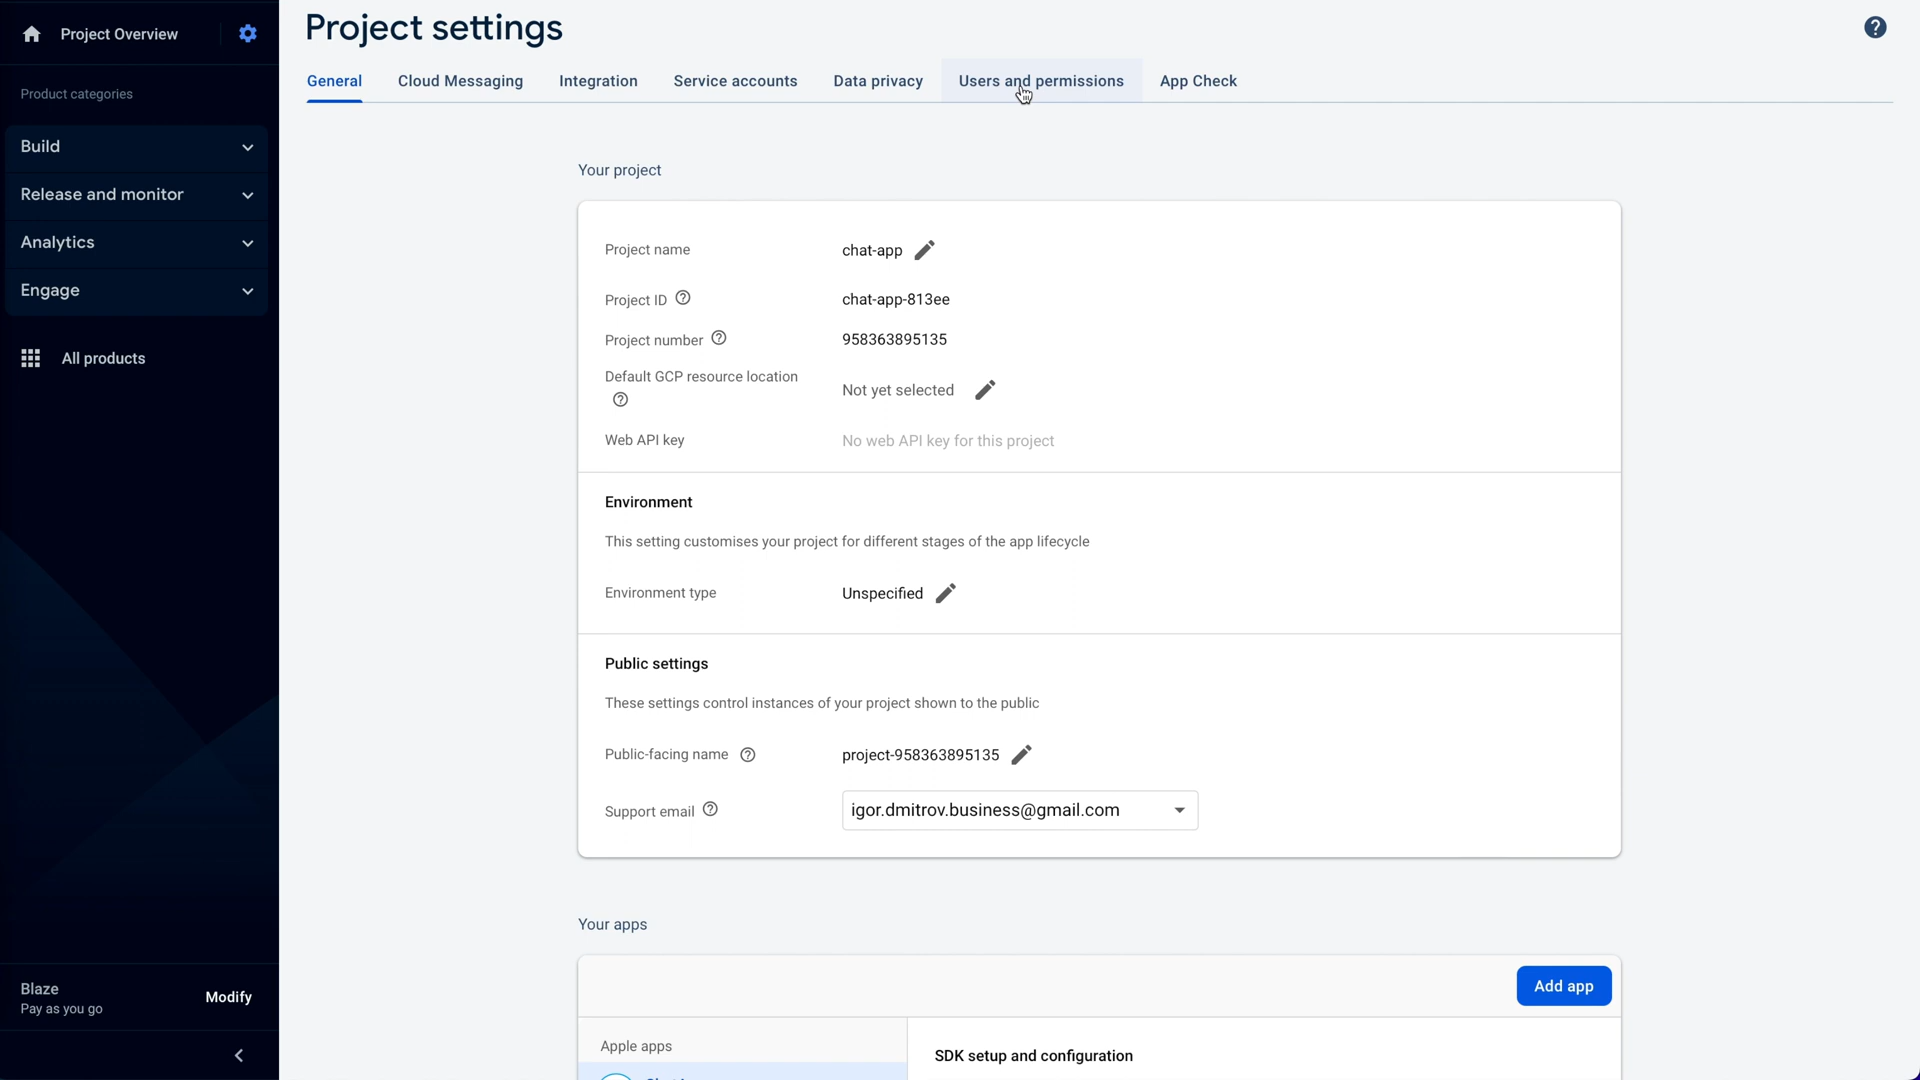 Project Overview
Product categories
Build
Release and monitor
Analytics
Engage
All products
Blaze
Pay as you go
Modify
Project settings
General
Cloud Messaging
Integration
Service accounts
Data privacy
Users and permissions
App Check
Your project
Project name
chat-app
Project ID
chat-app-813ee
Project number
958363895135
Default GCP resource location
Not yet selected
Web API key
No web API key for this project
Environment
This setting customises your project for different stages of the app lifecycle
Environment type
Unspecified
Public settings
These settings control instances of your project shown to the public
Public-facing name
project-958363895135
Support email
igor.dmitrov.business@gmail.com
Your apps
Add app
Apple apps
SDK setup and configuration